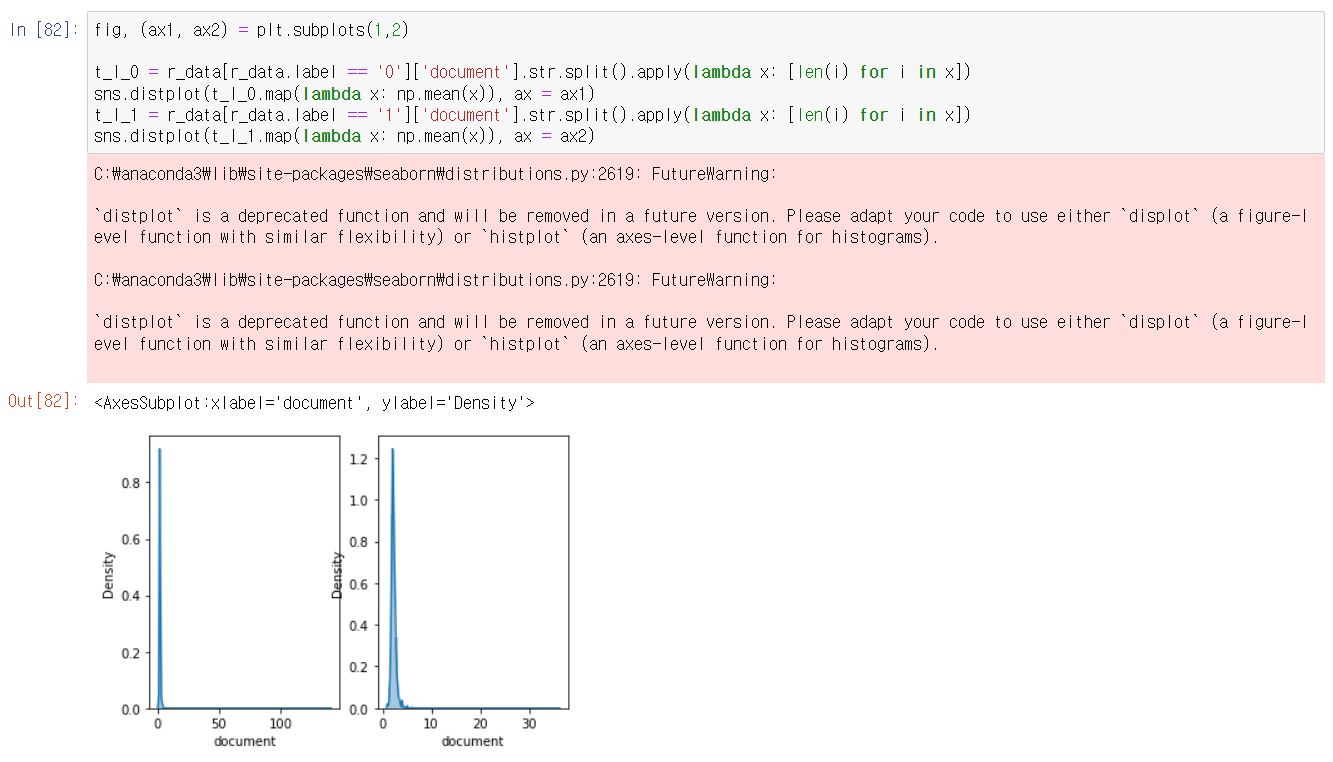 In [82]:
fig, (ax1, ax2) = plt.subplots(1,2)
t_l_0 = r_data[r_data.label == '0']['document'].str.split().apply(lambda x: [len(i) for i in x])
sns.distplot(t_l_0.map(lambda x: np.mean(x)), ax = ax1)
t_l_1 = r_data[r_data.label == '1']['document'].str.split().apply(lambda x: [len(i) for i in x])
sns.distplot(t_l_1.map(lambda x: np.mean(x)), ax = ax2)
C:₩anaconda3₩lib₩site-packages₩seaborn₩distributions.py:2619: FutureWarning:
`distplot` is a deprecated function and will be removed in a future version. Please adapt your code to use either `displot` (a figure-l
evel function with similar flexibility) or `histplot` (an axes-level function for histograms).
C:₩anaconda3₩lib₩site-packages₩seaborn₩distributions.py:2619: FutureWarning:
`distplot` is a deprecated function and will be removed in a future version. Please adapt your code to use either `displot` (a figure-l
evel function with similar flexibility) or `histplot` (an axes-level function for histograms).
Out[82]:
<AxesSubplot:xlabel='document', ylabel='Density'>
Density
0.8
0.6
0.4
0.2
0.0
0 50 100
document
Density
1.2
1.0
0.8
0.6
0.4
0.2
0.0
0 10 20 30
document